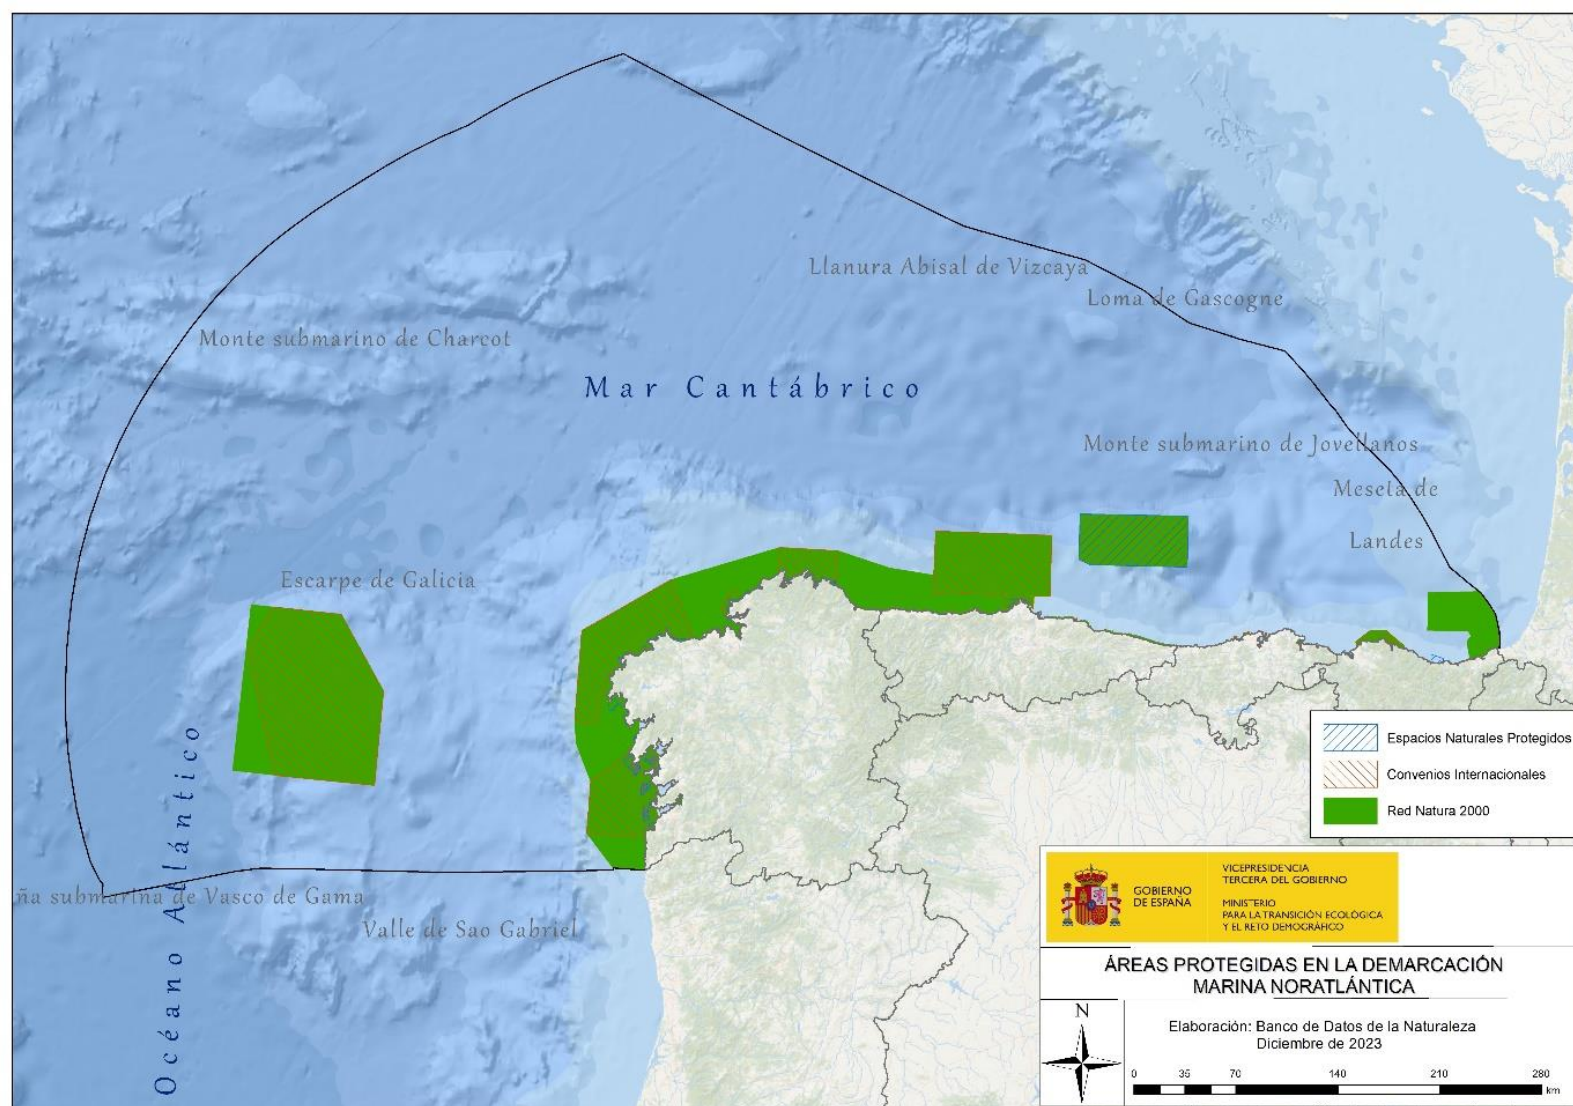 Llanura Abisal de Vizcaya
Loma de Gascogne
Monte submarino de Charcot
Mar Cantábrico
Monte submarino de Jovellanos
Meseta de
Landes
Escarpe de Galicia
Océano Atlántico
ña submarina de Vasco de Gama
Valle de Sao Gabriel
Espacios Naturales Protegidos
Convenios Internacionales
Red Natura 2000
GOBIERNO
DE ESPAÑA
VICEPRESIDENCIA
TERCERA DEL GOBIERNO
MINISTERIO
PARA LA TRANSICIÓN ECOLÓGICA
Y EL RETO DEMOGRÁFICO
ÁREAS PROTEGIDAS EN LA DEMARCACIÓN
MARINA NORATLÁNTICA
N
Elaboración: Banco de Datos de la Naturaleza
Diciembre de 2023
0 35 70 140 210 280
km